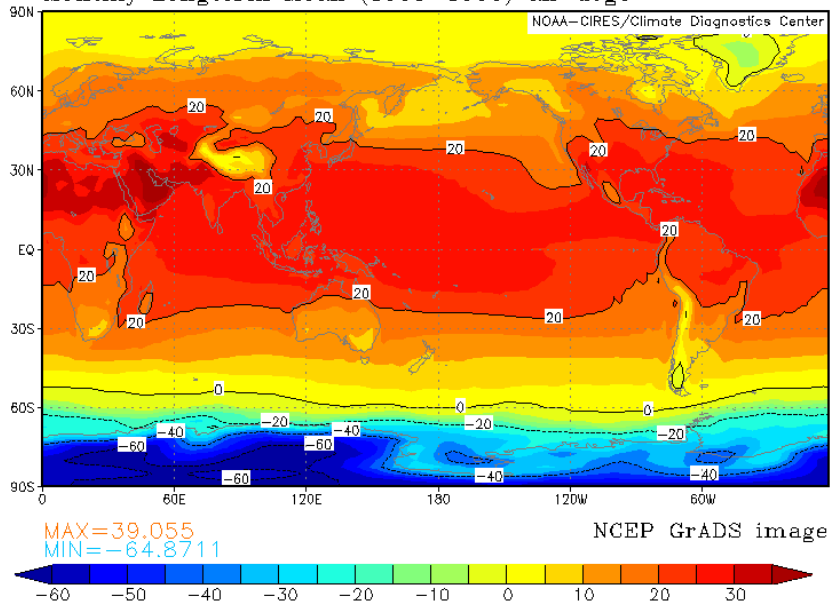 NOAA-CIRES/Climate Diagnostics Center
90N
60N
30N
EQ
30S
60S
90S
20 20
20 20 20 20
20
20 20
20 20 20 20
0 0 0
-20 -20 -20
-40 -40
-60 -60 -40 -40
-60
0 60E 120E 180 120W 60W
MAX=39.055
MIN=-64.8711
NCEP GrADS image
-60 -50 -40 -30 -20 -10 0 10 20 30